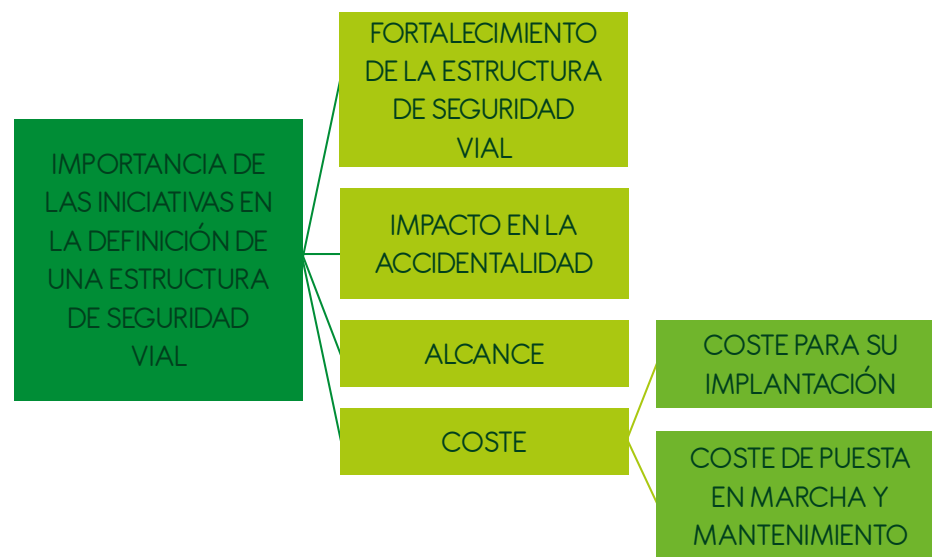 IMPORTANCIA DE
LAS INICIATIVAS EN
LA DEFINICIÓN DE
UNA ESTRUCTURA
DE SEGURIDAD
VIAL
FORTALECIMIENTO
DE LA ESTRUCTURA
DE SEGURIDAD
VIAL
IMPACTO EN LA
ACCIDENTALIDAD
ALCANCE
COSTE
COSTE PARA SU
IMPLANTACIÓN
COSTE DE PUESTA
EN MARCHA Y
MANTENIMIENTO